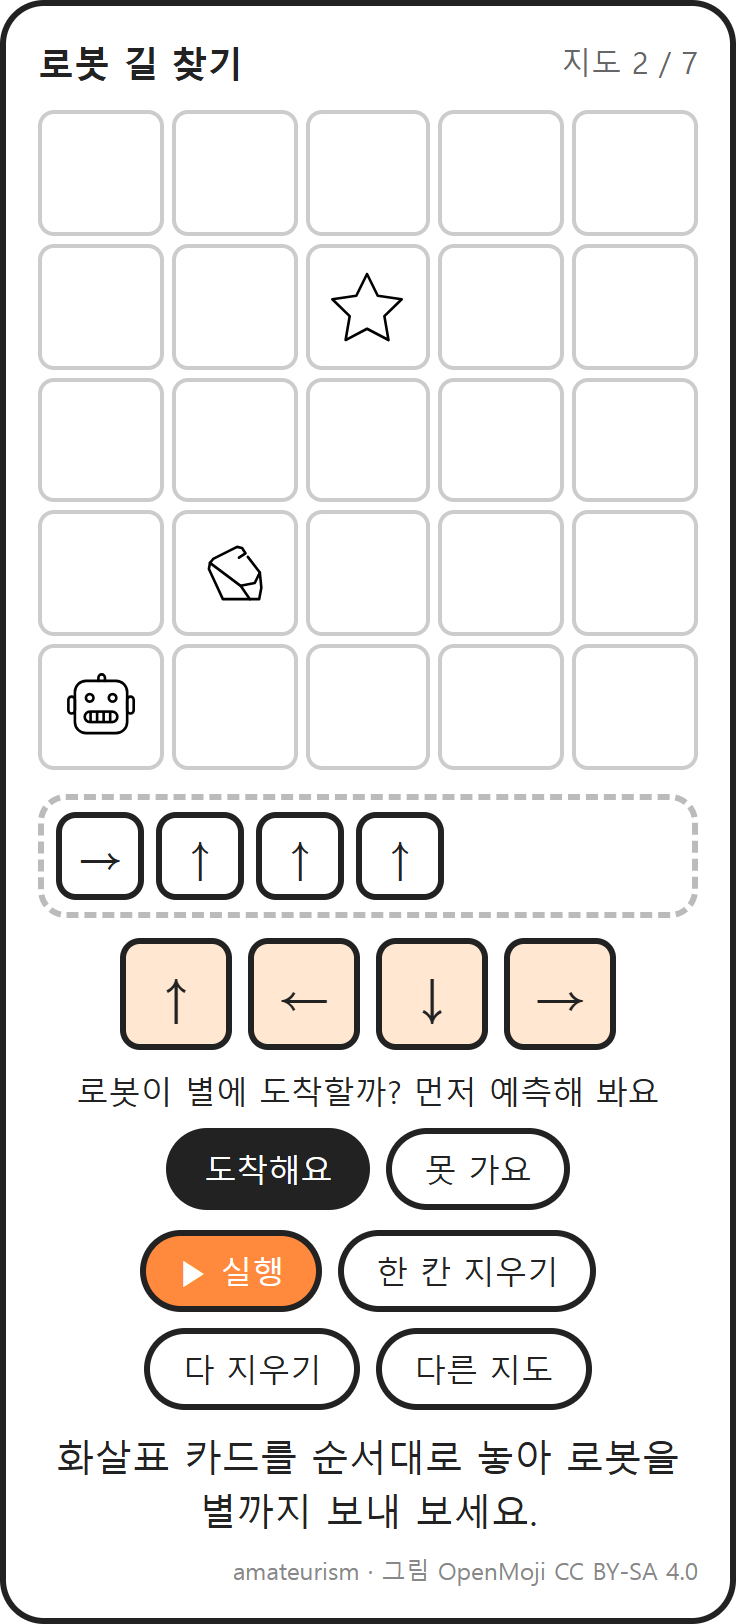 로봇 길 찾기
지도 2 / 7
→ ↑ ↑ ↑
↑ ← ↓ →
로봇이 별에 도착할까? 먼저 예측해 봐요
도착해요 못 가요
▶ 실행 한 칸 지우기
다 지우기 다른 지도
화살표 카드를 순서대로 놓아 로봇을
별까지 보내 보세요.
amateurism · 그림 OpenMoji CC BY-SA 4.0